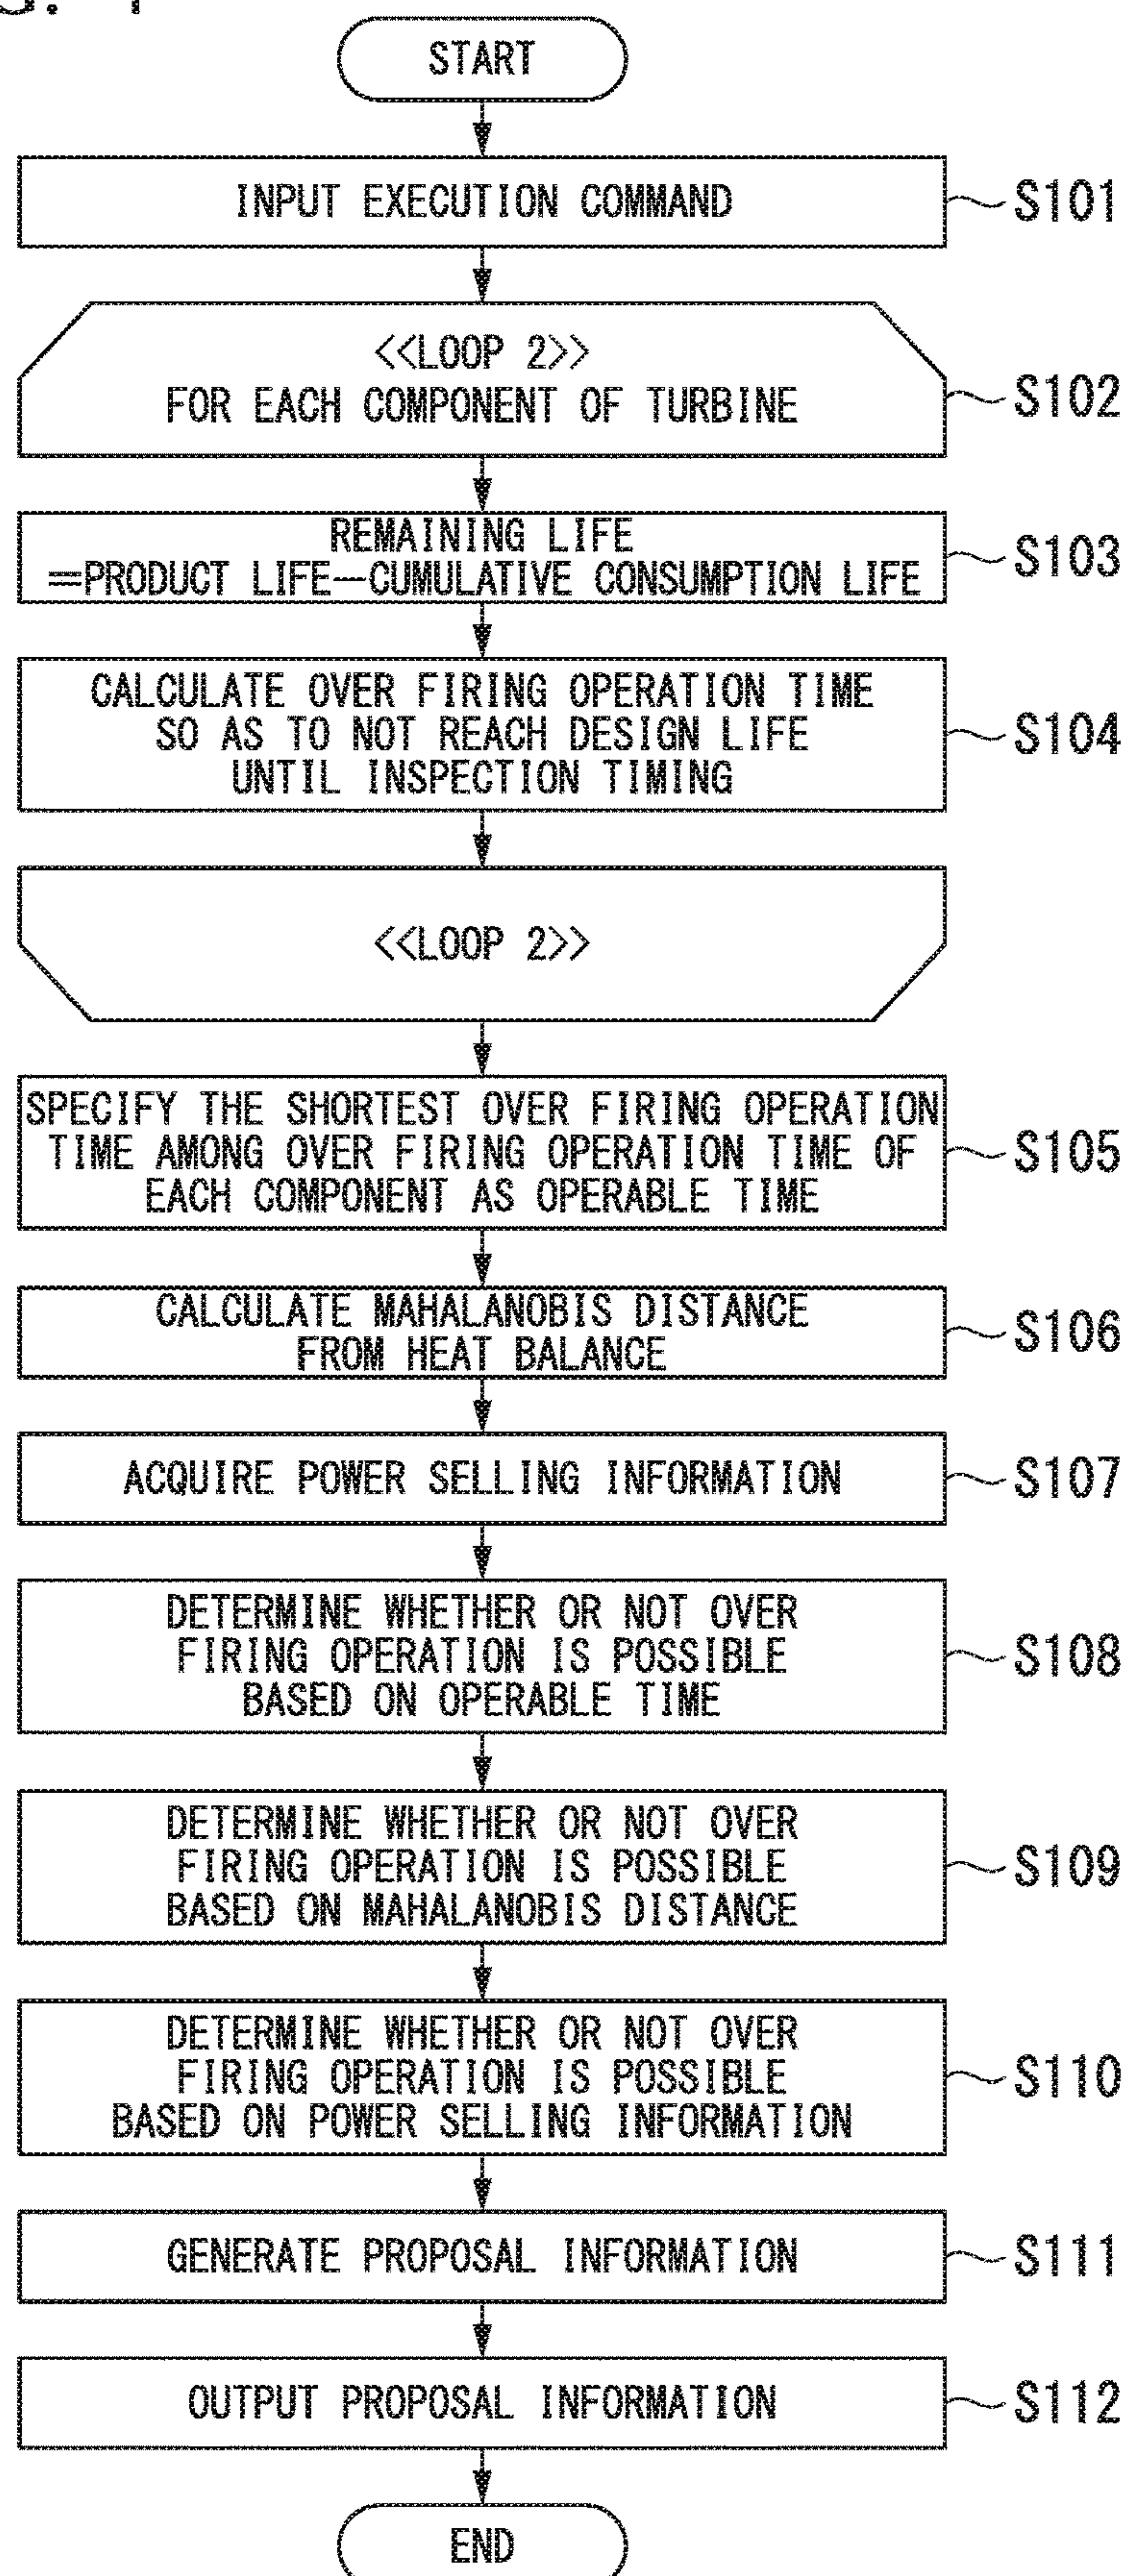 START
INPUT EXECUTION COMMAND
S101
<<LOOP 2>>
FOR EACH COMPONENT OF TURBINE
S102
REMAINING LIFE
=PRODUCT LIFE—CUMULATIVE CONSUMPTION LIFE
S103
CALCULATE OVER FIRING OPERATION TIME
SO AS TO NOT REACH DESIGN LIFE
UNTIL INSPECTION TIMING
S104
<<LOOP 2>>
SPECIFY THE SHORTEST OVER FIRING OPERATION
TIME AMONG OVER FIRING OPERATION TIME OF
EACH COMPONENT AS OPERABLE TIME
S105
CALCULATE MAHALANOBIS DISTANCE
FROM HEAT BALANCE
S106
ACQUIRE POWER SELLING INFORMATION
S107
DETERMINE WHETHER OR NOT OVER
FIRING OPERATION IS POSSIBLE
BASED ON OPERABLE TIME
S108
DETERMINE WHETHER OR NOT OVER
FIRING OPERATION IS POSSIBLE
BASED ON MAHALANOBIS DISTANCE
S109
DETERMINE WHETHER OR NOT OVER
FIRING OPERATION IS POSSIBLE
BASED ON POWER SELLING INFORMATION
S110
GENERATE PROPOSAL INFORMATION
S111
OUTPUT PROPOSAL INFORMATION
S112
END